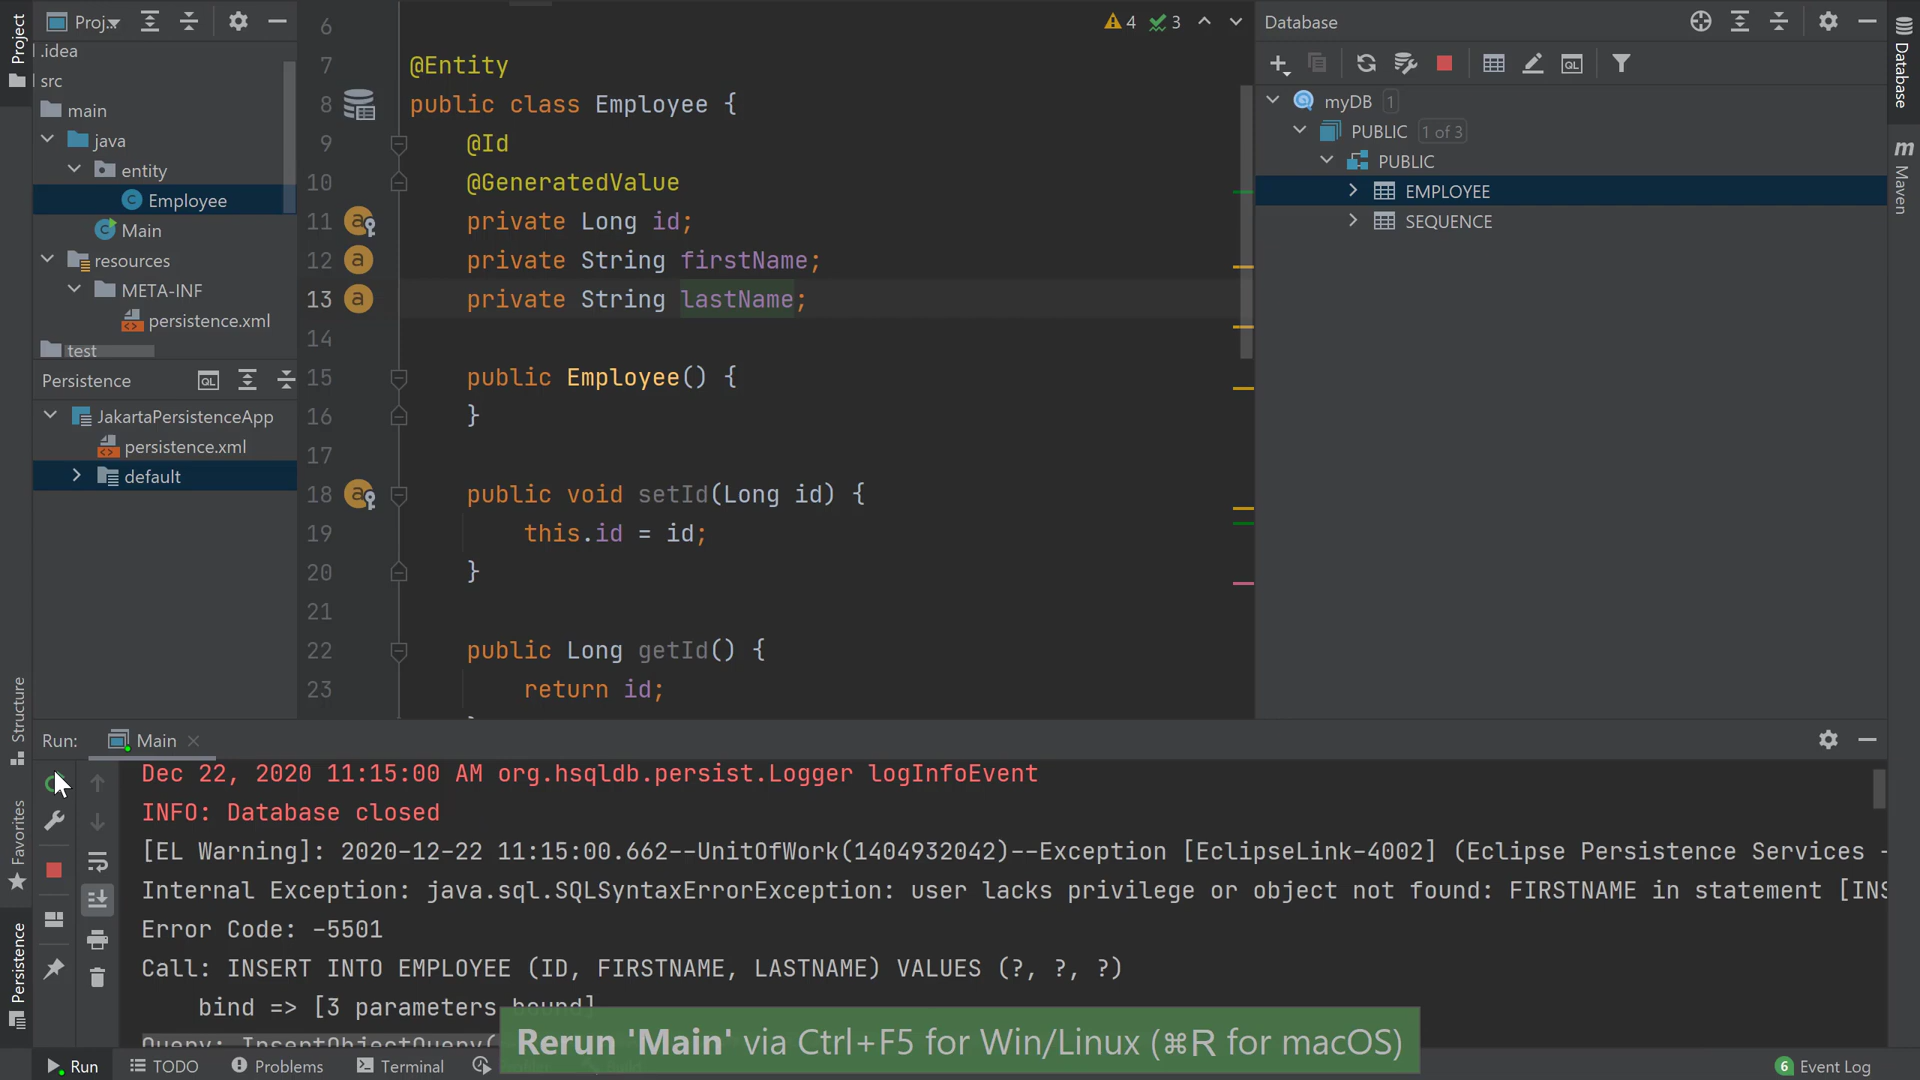 Project
Proj...
.idea
src
main
java
entity
Employee
Main
resources
META-INF
persistence.xml
test
Persistence
JakartaPersistenceApp
persistence.xml
default
Structure
Favorites
Persistence
4 3
6
7 @Entity
8 public class Employee {
9 @Id
10 @GeneratedValue
11 private Long id;
12 private String firstName;
13 private String lastName;
14
15 public Employee() {
16 }
17
18 public void setId(Long id) {
19 this.id = id;
20 }
21
22 public Long getId() {
23 return id;
Database
myDB 1
PUBLIC 1 of 3
PUBLIC
EMPLOYEE
SEQUENCE
Database
Maven
Run: Main
Dec 22, 2020 11:15:00 AM org.hsqldb.persist.Logger logInfoEvent
INFO: Database closed
[EL Warning]: 2020-12-22 11:15:00.662--UnitOfWork(1404932042)--Exception [EclipseLink-4002] (Eclipse Persistence Services -
Internal Exception: java.sql.SQLSyntaxErrorException: user lacks privilege or object not found: FIRSTNAME in statement [INS
Error Code: -5501
Call: INSERT INTO EMPLOYEE (ID, FIRSTNAME, LASTNAME) VALUES (?, ?, ?)
bind => [3 parameters bound]
Query: InsertObjectQuery(
Rerun 'Main' via Ctrl+F5 for Win/Linux (⌘R for macOS)
Run TODO Problems Terminal Build
6 Event Log